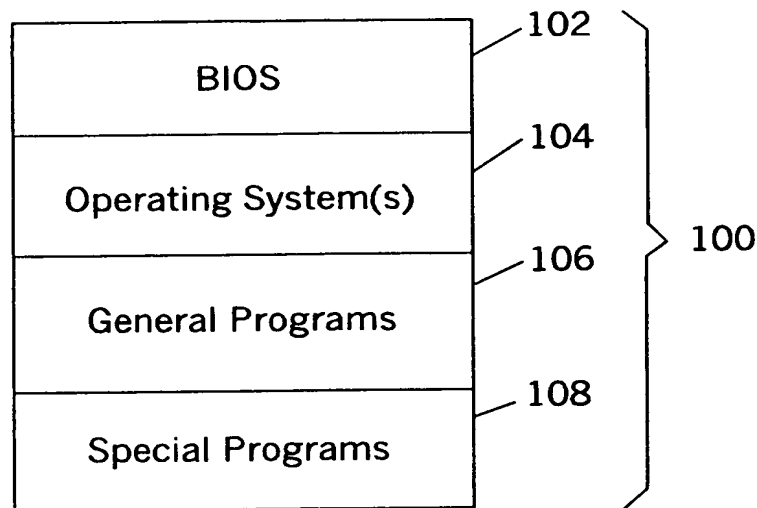 102
BIOS
104
Operating System(s)
106
100
General Programs
108
Special Programs